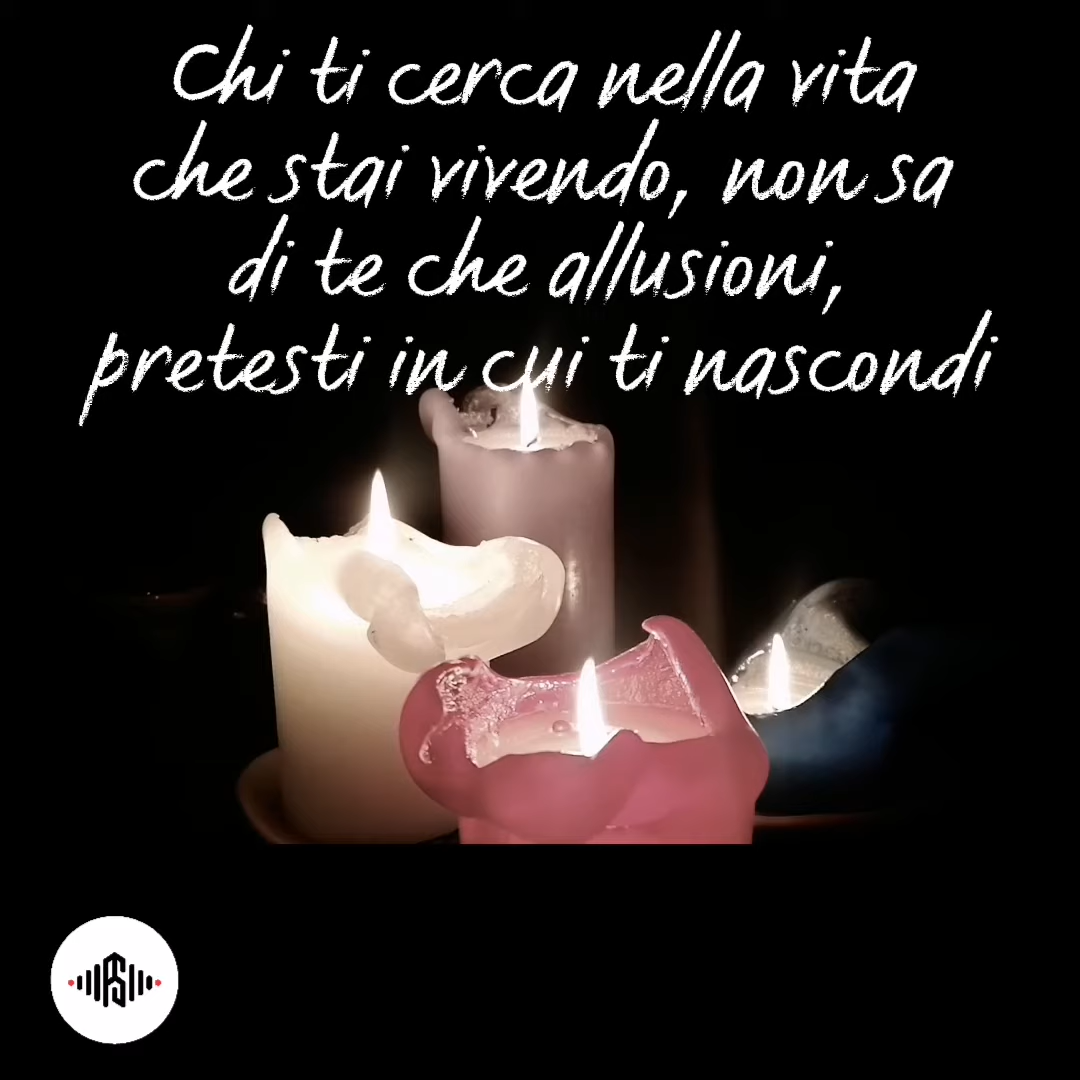 Chi ti cerca nella vita
che stai vivendo, non sa
di te che allusioni,
pretesti in cui ti nascondi